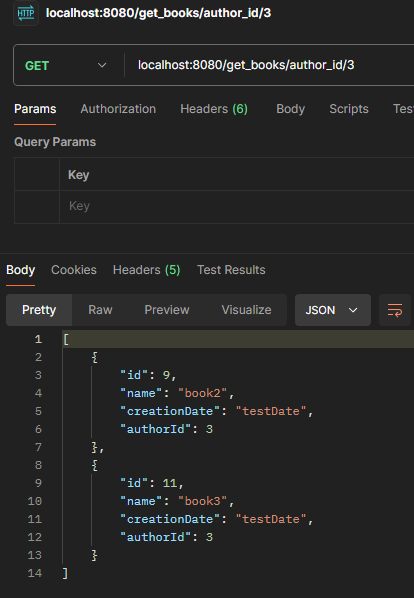 HTTP localhost:8080/get_books/author_id/3
GET localhost:8080/get_books/author_id/3
Params Authorization Headers (6) Body Scripts Tes
Query Params
Key
Key
Body Cookies Headers (5) Test Results
Pretty Raw Preview Visualize JSON
1 [
2 {
3 "id": 9,
4 "name": "book2",
5 "creationDate": "testDate",
6 "authorId": 3
7 },
8 {
9 "id": 11,
10 "name": "book3",
11 "creationDate": "testDate",
12 "authorId": 3
13 }
14 ]